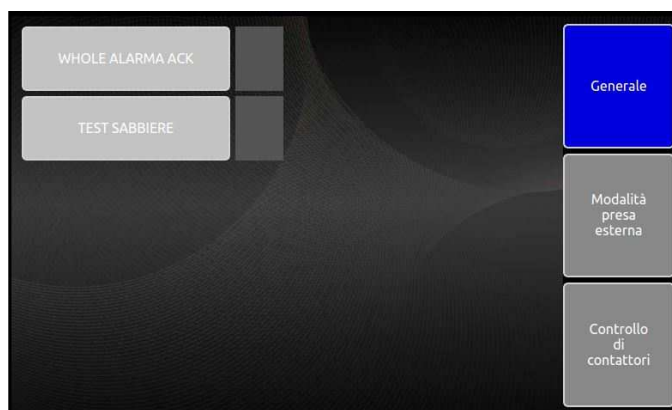 WHOLE ALARMA ACK
TEST SABBIERE
Generale
Modalità
presa
esterna
Controllo
di
contattori